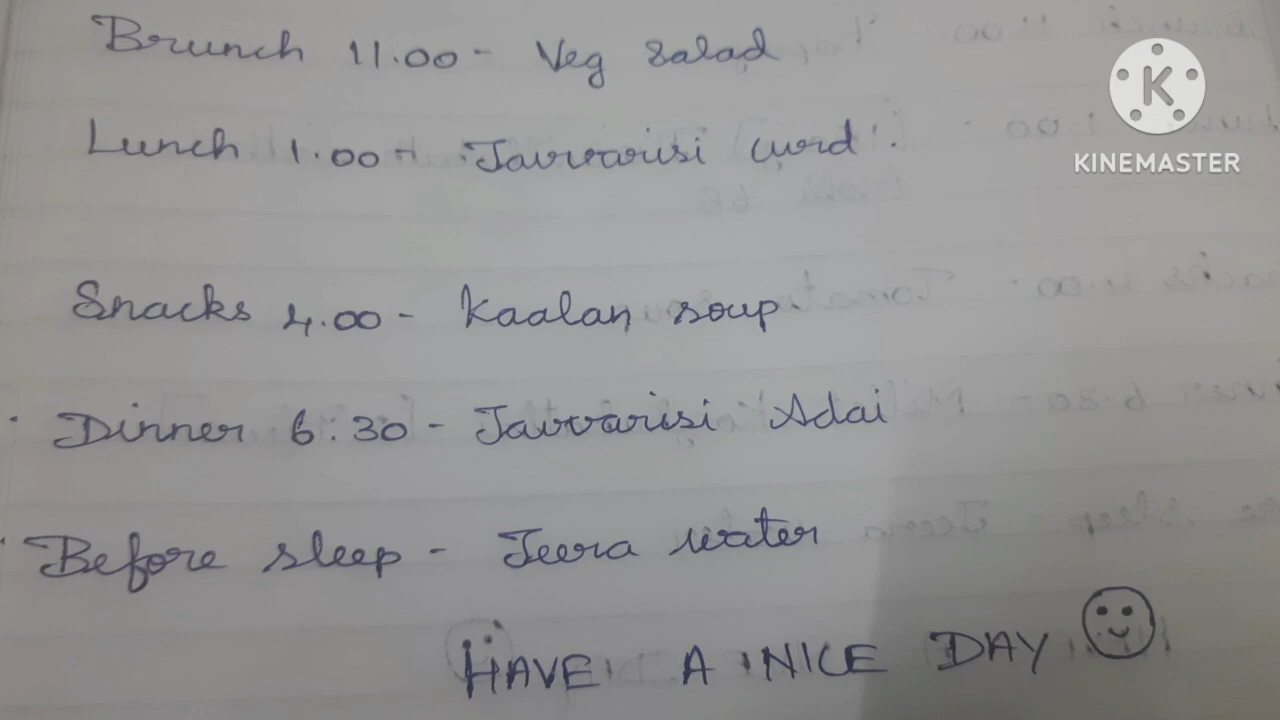 Brunch 11.00 - Veg salad
KINEMASTER
Lunch 1.00 - Javvarisi curd.
Snacks 4.00 - Kaalan soup.
Dinner 6:30 - Javvarisi Adai
Before sleep - Jeera water
HAVE A NICE DAY